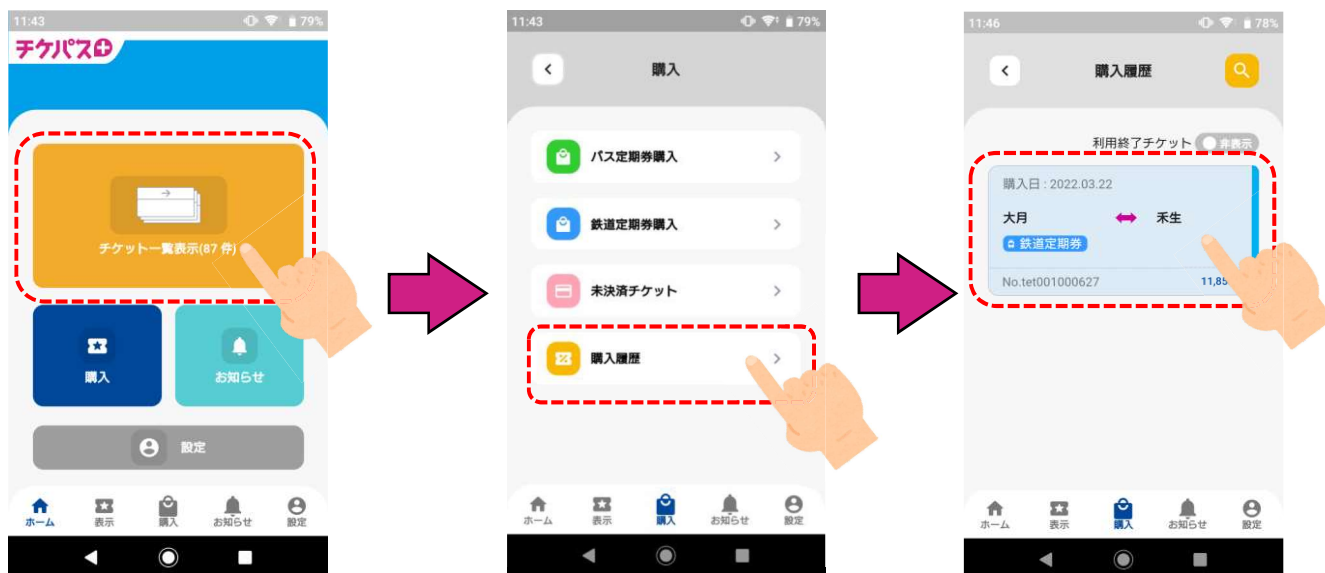 11:43
79%
チケパス
チケット一覧表示(87 件)
購入
お知らせ
設定
ホーム
表示
購入
お知らせ
設定
11:43
79%
購入
バス定期券購入
鉄道定期券購入
未決済チケット
購入履歴
ホーム
表示
購入
お知らせ
設定
11:46
78%
購入履歴
利用終了チケット
非表示
購入日 : 2022.03.22
大月
禾生
鉄道定期券
No.tet001000627
11,85
ホーム
表示
購入
お知らせ
設定